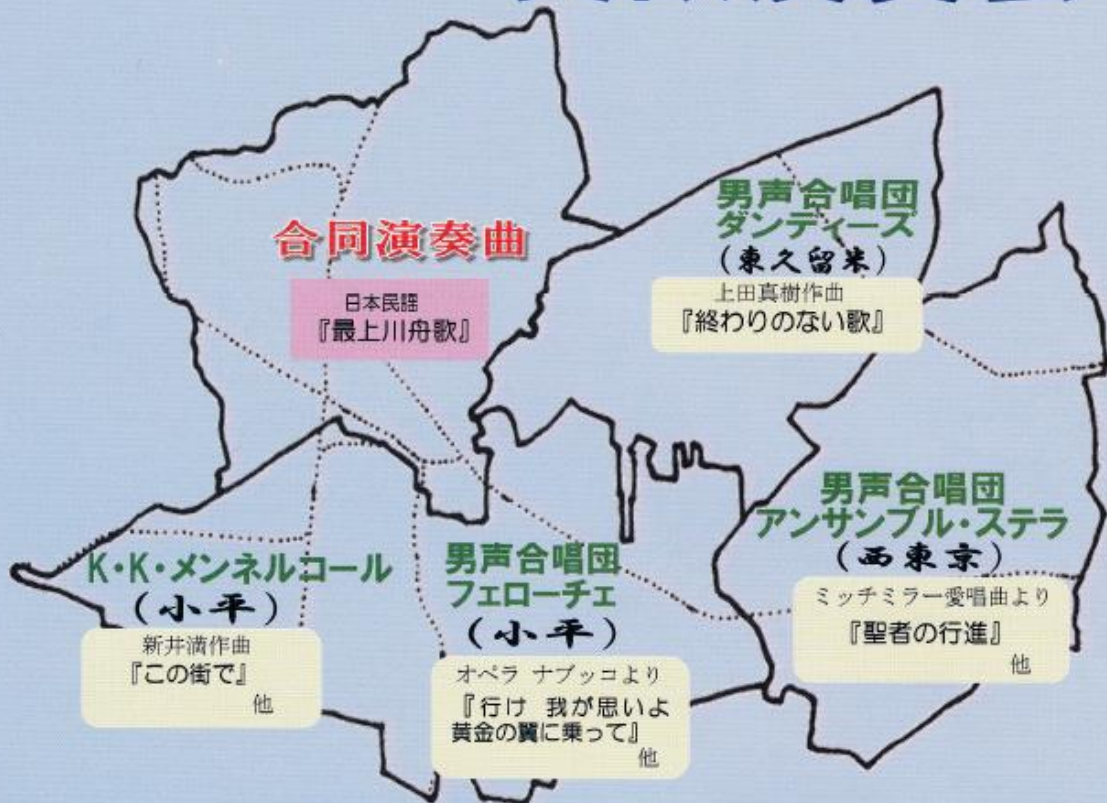 合同演奏曲
日本民謡
『最上川舟歌』
男声合唱団
ダンディーズ
(東久留米)
上田真樹作曲
『終わりのない歌』
男声合唱団
アンサンブル・ステラ
(西東京)
ミッチミラー愛唱曲より
『聖者の行進』
他
K・K・メンネルコール
(小平)
新井満作曲
『この街で』
他
男声合唱団
フェローチェ
(小平)
オペラ ナブッコより
『行け 我が思いよ
黄金の翼に乗って』
他